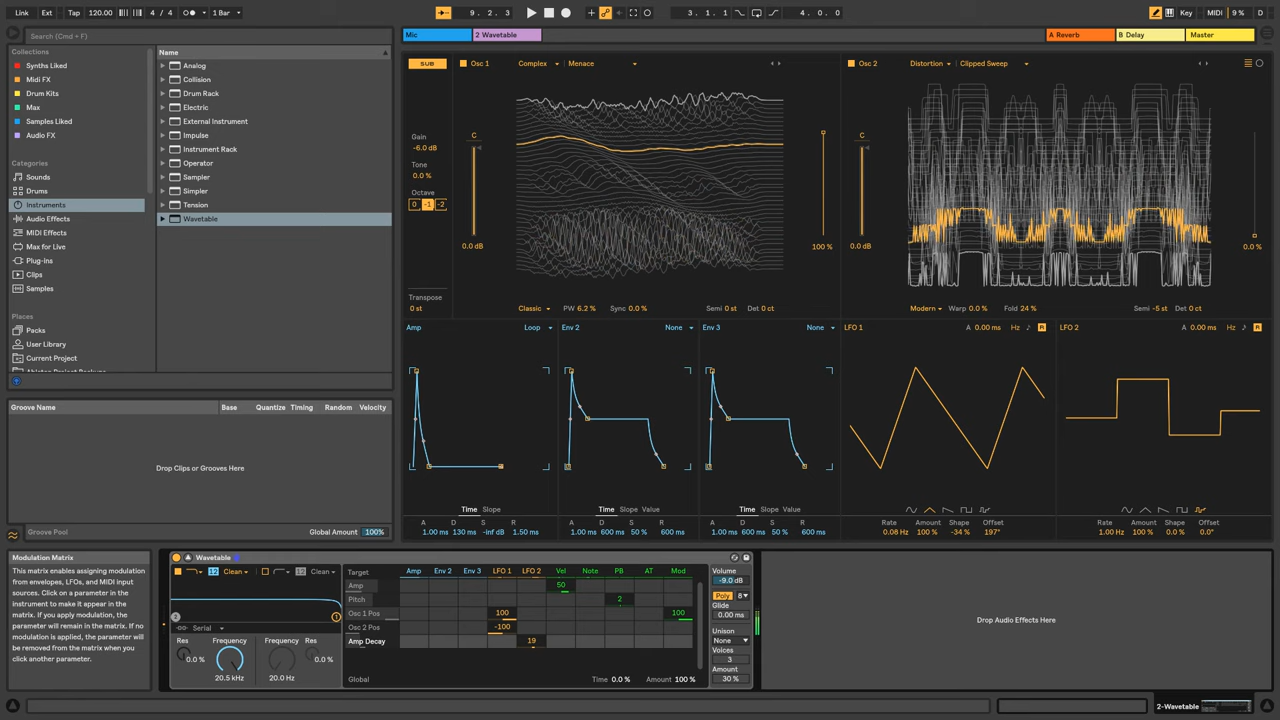 Link Ext Tap 120.00 4 / 4 1 Bar 9. 2. 3 3. 1. 1 4. 0. 0 Key MIDI 9 % D
Search (Cmd + F)
Collections
Synths Liked
Midi FX
Drum Kits
Max
Samples Liked
Audio FX
Categories
Sounds
Drums
Instruments
Audio Effects
MIDI Effects
Max for Live
Plug-ins
Clips
Samples
Places
Packs
User Library
Current Project
Name
Analog
Collision
Drum Rack
Electric
External Instrument
Impulse
Instrument Rack
Operator
Sampler
Simpler
Tension
Wavetable
Groove Name Base Quantize Timing Random Velocity
Drop Clips or Grooves Here
Groove Pool Global Amount 100%
Mic 2 Wavetable A Reverb B Delay Master
SUB Osc 1 Complex Menace Osc 2 Distortion Clipped Sweep
Gain
-6.0 dB
Tone
0.0 %
Octave
0 -1 -2
Transpose
0 st
C
0.0 dB
100 %
Classic PW 6.2 % Sync 0.0 % Semi 0 st Det 0 ct
C
0.0 dB
0.0 %
Modern Warp 0.0 % Fold 24 % Semi -5 st Det 0 ct
Amp Loop Env 2 None Env 3 None LFO 1 A 0.00 ms Hz R LFO 2 A 0.00 ms Hz R
Time Slope Time Slope Value Time Slope Value
A D S R A D S R A D S R Rate Amount Shape Offset Rate Amount Shape Offset
1.00 ms 130 ms -inf dB 1.50 ms 1.00 ms 600 ms 50 % 600 ms 1.00 ms 600 ms 50 % 600 ms 0.08 Hz 100 % -34 % 197° 1.00 Hz 100 % 0.0 % 0.0°
Modulation Matrix
This matrix enables assigning modulation
from envelopes, LFOs, and MIDI input
sources. Click on a parameter in the
instrument to make it appear in the
matrix. If you apply modulation, the
parameter will remain in the matrix. If no
modulation is applied, the parameter
will be removed from the matrix when you
click another parameter.
Wavetable
12 Clean 12 Clean
2 1
Serial
Res Frequency Frequency Res
0.0 % 0.0 %
20.5 kHz 20.0 Hz
Target Amp Env 2 Env 3 LFO 1 LFO 2 Vel Note PB AT Mod
Amp 50
Pitch 2
Osc 1 Pos 100 100
Osc 2 Pos -100
Amp Decay 19
Global Time 0.0 % Amount 100 %
Volume
-9.0 dB
Poly 8
Glide
0.00 ms
Unison
None
Voices
3
Amount
30 %
Drop Audio Effects Here
2-Wavetable